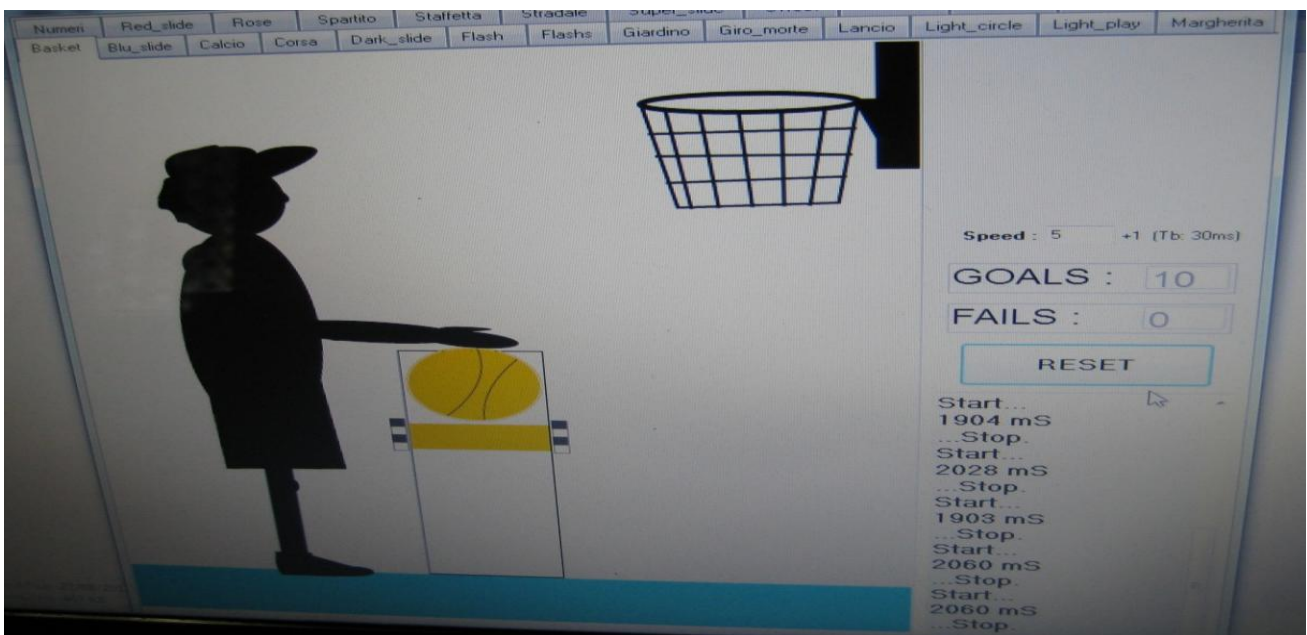 Numeri Red_slide Rose Spartito Staffetta Stradale
Basket Blu_slide Calcio Corsa Dark_slide Flash Flashs Giardino Giro_morte Lancio Light_circle Light_play Margherita
Speed : 5 +1 (Tb: 30ms)
GOALS : 10
FAILS : 0
RESET
Start...
1904 mS
...Stop.
Start...
2028 mS
...Stop.
Start...
1903 mS
...Stop.
Start...
2060 mS
...Stop.
Start...
2060 mS
...Stop.